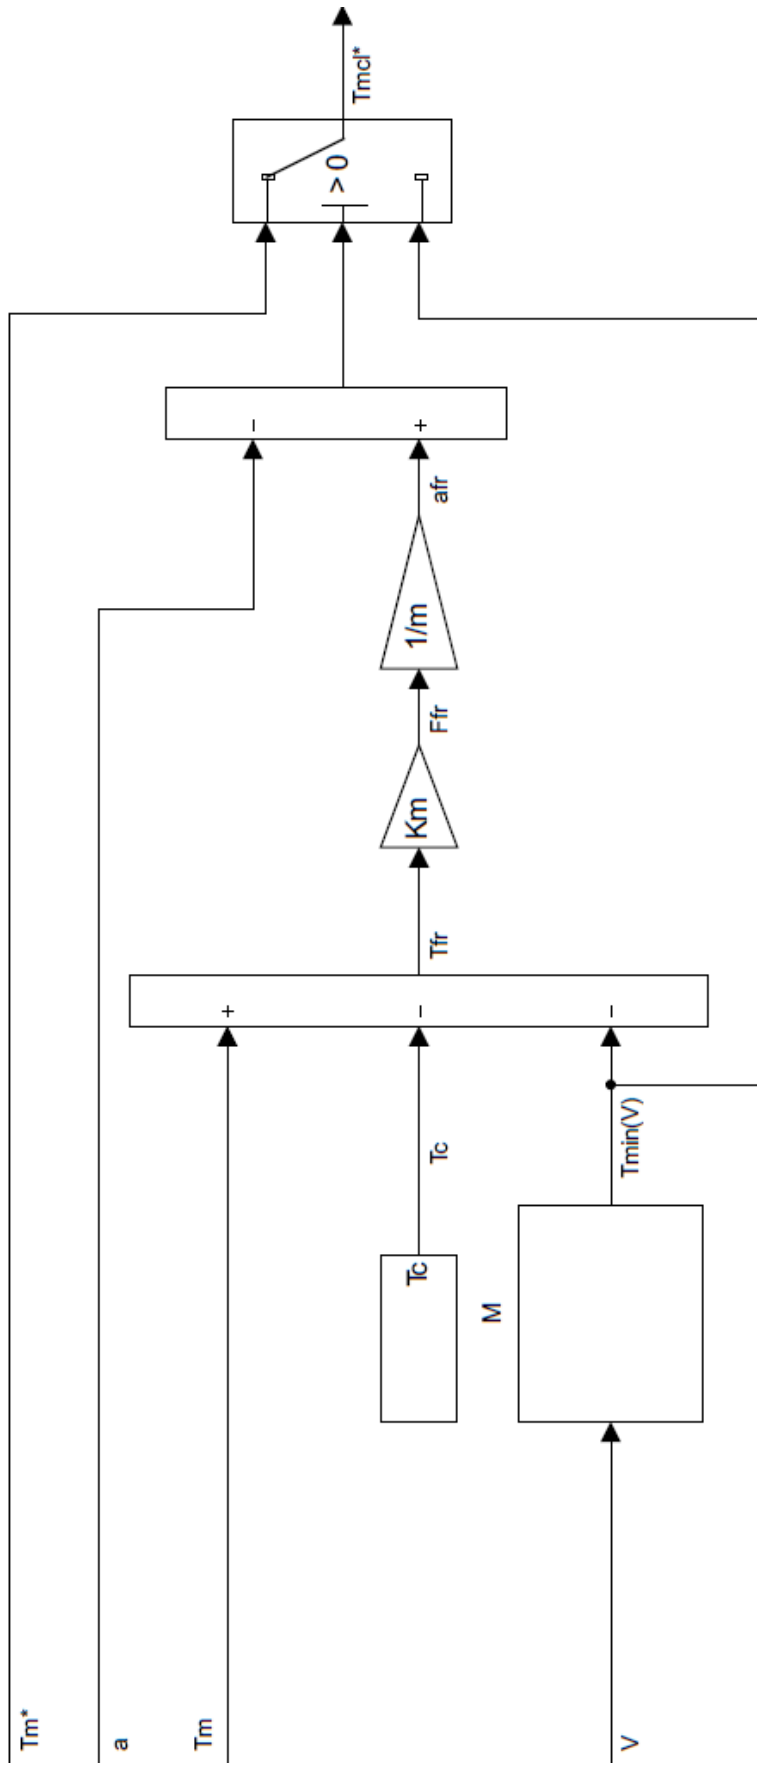 Tmcl*
> 0
-
+
afr
1/m
Ffr
Km
Tfr
+
-
-
Tc
Tmin(V)
Tc
M
Tm*
a
Tm
V